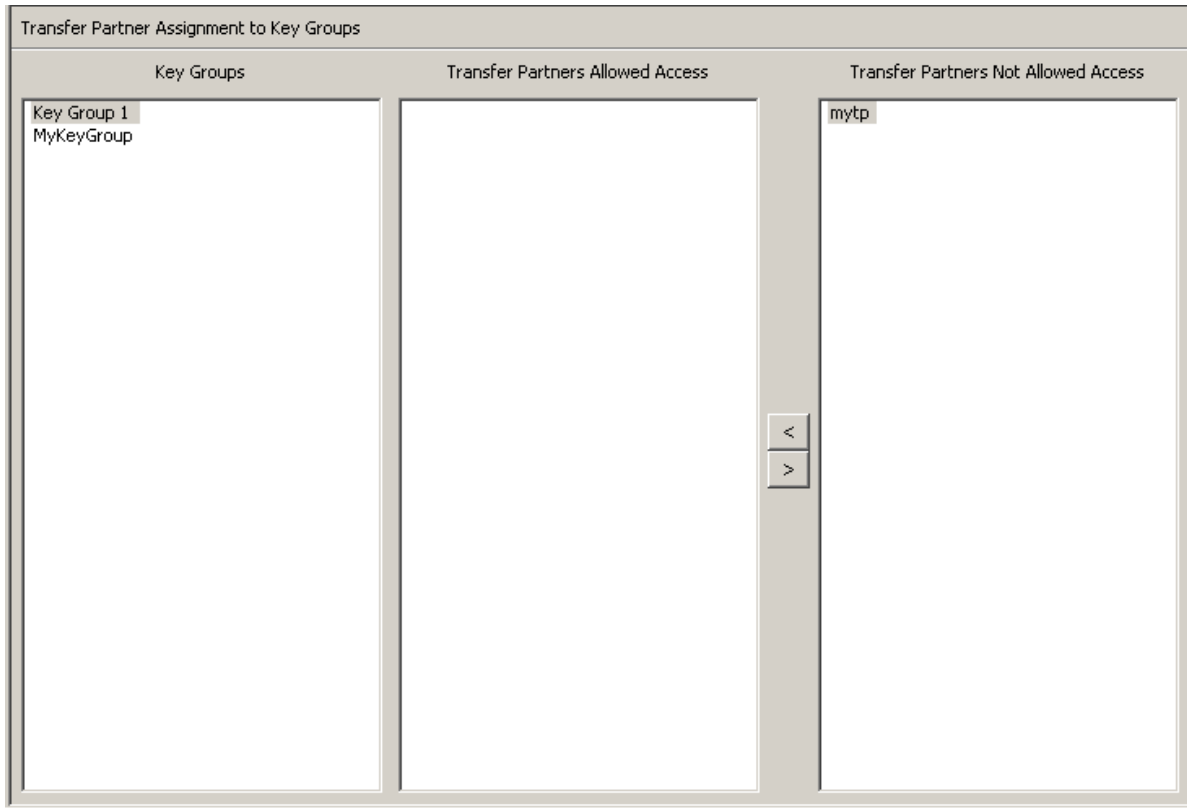 Transfer Partner Assignment to Key Groups
Key Groups
Transfer Partners Allowed Access
Transfer Partners Not Allowed Access
Key Group 1
MyKeyGroup
mytp
<
>